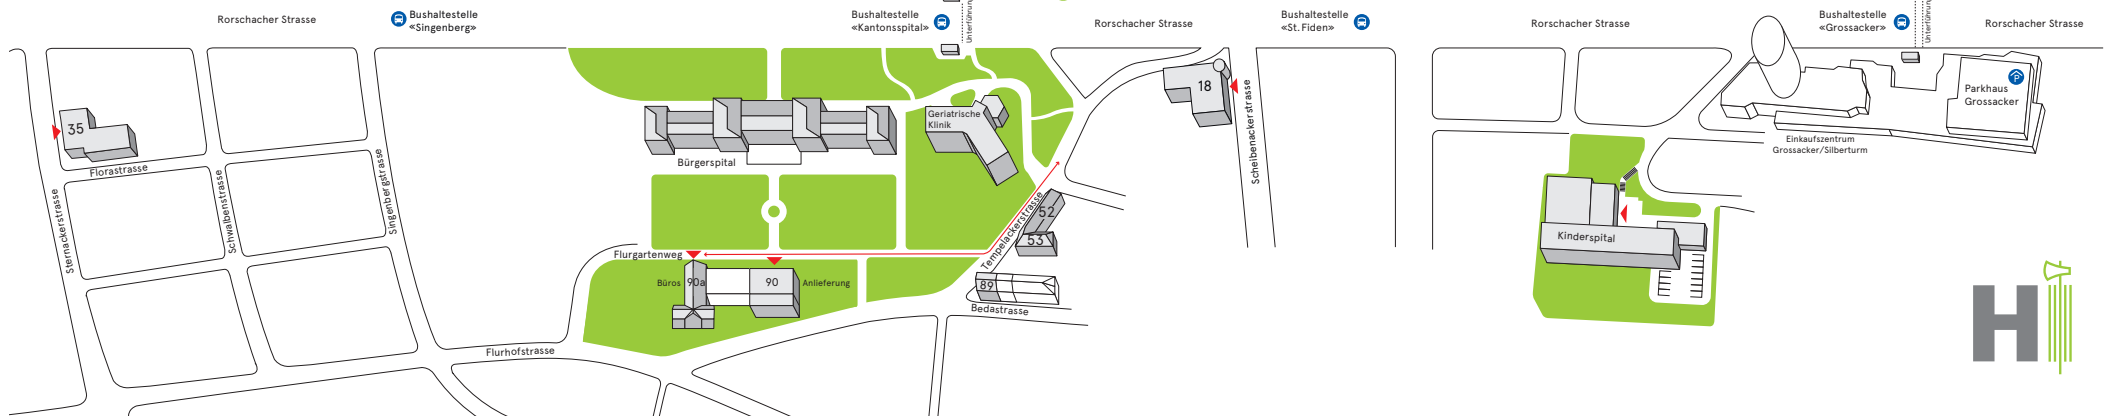 Rorschacher Strasse
Bushaltestelle
«Singenberg»
Bushaltestelle
«Kantonsspital»
Unterführung
Rorschacher Strasse
Bushaltestelle
«St. Fiden»
Rorschacher Strasse
Bushaltestelle
«Grossacker»
Unterführung
Rorschacher Strasse
35
Florastrasse
Sternackerstrasse
Schwalbenstrasse
Singenbergstrasse
Bürgerspital
Geriatrische
Klinik
18
Scheibenackerstrasse
P
Parkhaus
Grossacker
Einkaufszentrum
Grossacker/Silberturm
52
53
Tempelackerstrasse
Flurgartenweg
Büros
90a
90
Anlieferung
89
Bedastrasse
Flurhofstrasse
Kinderspital
H